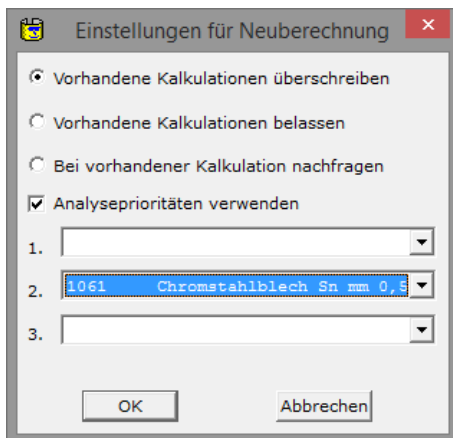 Einstellungen für Neuberechnung
Vorhandene Kalkulationen überschreiben
Vorhandene Kalkulationen belassen
Bei vorhandener Kalkulation nachfragen
Analyseprioritäten verwenden
1.
2. 1061 Chromstahlblech Sn mm 0,5
3.
OK Abbrechen